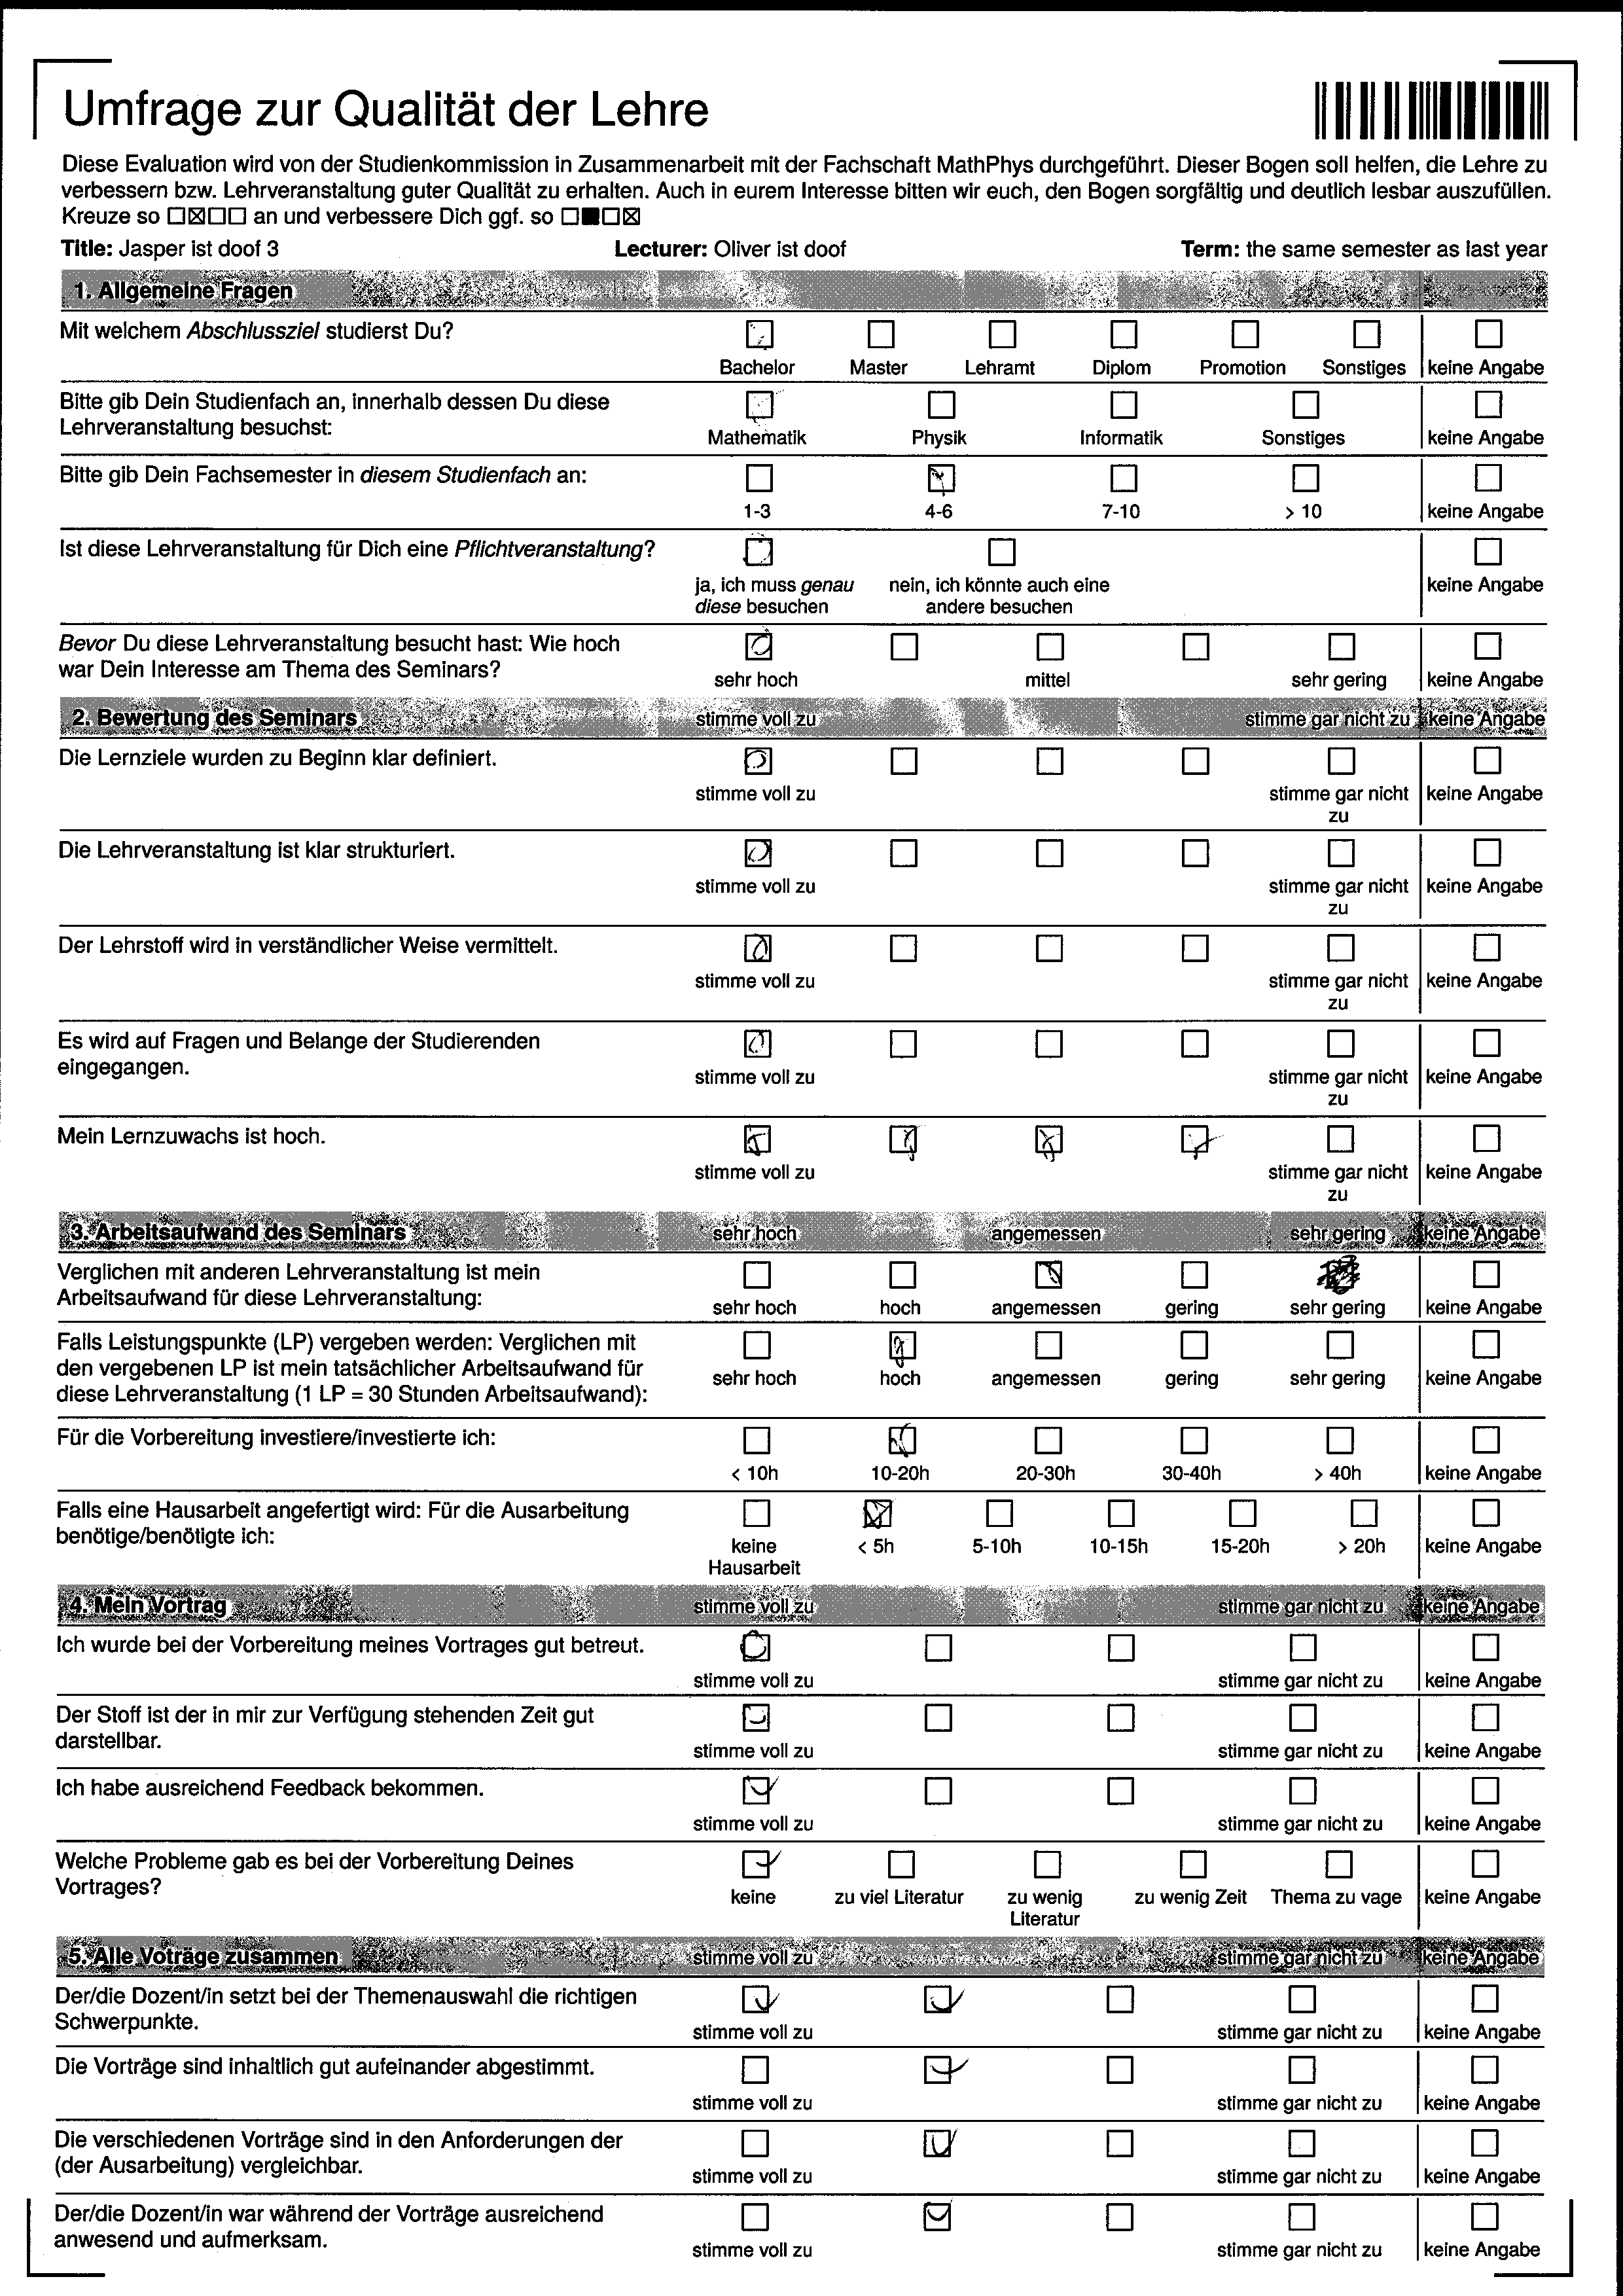 Umfrage zur Qualität der Lehre
Diese Evaluation wird von der Studienkommission in Zusammenarbeit mit der Fachschaft MathPhys durchgeführt. Dieser Bogen soll helfen, die Lehre zu
verbessern bzw. Lehrveranstaltung guter Qualität zu erhalten. Auch in eurem Interesse bitten wir euch, den Bogen sorgfältig und deutlich lesbar auszufüllen.
Kreuze so ☐☒☐☐ an und verbessere Dich ggf. so ☐■☐☒
Title: Jasper ist doof 3 Lecturer: Oliver ist doof Term: the same semester as last year
1. Allgemeine Fragen
Mit welchem Abschlussziel studierst Du?
Bachelor Master Lehramt Diplom Promotion Sonstiges keine Angabe
Bitte gib Dein Studienfach an, innerhalb dessen Du diese
Lehrveranstaltung besuchst:
Mathematik Physik Informatik Sonstiges keine Angabe
Bitte gib Dein Fachsemester in diesem Studienfach an:
1-3 4-6 7-10 > 10 keine Angabe
Ist diese Lehrveranstaltung für Dich eine Pflichtveranstaltung?
ja, ich muss genau nein, ich könnte auch eine keine Angabe
diese besuchen andere besuchen
Bevor Du diese Lehrveranstaltung besucht hast: Wie hoch
war Dein Interesse am Thema des Seminars?
sehr hoch mittel sehr gering keine Angabe
2. Bewertung des Seminars stimme voll zu stimme gar nicht zu keine Angabe
Die Lernziele wurden zu Beginn klar definiert.
stimme voll zu stimme gar nicht keine Angabe
zu
Die Lehrveranstaltung ist klar strukturiert.
stimme voll zu stimme gar nicht keine Angabe
zu
Der Lehrstoff wird in verständlicher Weise vermittelt.
stimme voll zu stimme gar nicht keine Angabe
zu
Es wird auf Fragen und Belange der Studierenden
eingegangen.
stimme voll zu stimme gar nicht keine Angabe
zu
Mein Lernzuwachs ist hoch.
stimme voll zu stimme gar nicht keine Angabe
zu
3. Arbeitsaufwand des Seminars sehr hoch angemessen sehr gering keine Angabe
Verglichen mit anderen Lehrveranstaltung ist mein
Arbeitsaufwand für diese Lehrveranstaltung:
sehr hoch hoch angemessen gering sehr gering keine Angabe
Falls Leistungspunkte (LP) vergeben werden: Verglichen mit
den vergebenen LP ist mein tatsächlicher Arbeitsaufwand für
diese Lehrveranstaltung (1 LP = 30 Stunden Arbeitsaufwand):
sehr hoch hoch angemessen gering sehr gering keine Angabe
Für die Vorbereitung investiere/investierte ich:
< 10h 10-20h 20-30h 30-40h > 40h keine Angabe
Falls eine Hausarbeit angefertigt wird: Für die Ausarbeitung
benötige/benötigte ich:
keine < 5h 5-10h 10-15h 15-20h > 20h keine Angabe
Hausarbeit
4. Mein Vortrag stimme voll zu stimme gar nicht zu keine Angabe
Ich wurde bei der Vorbereitung meines Vortrages gut betreut.
stimme voll zu stimme gar nicht zu keine Angabe
Der Stoff ist der in mir zur Verfügung stehenden Zeit gut
darstellbar.
stimme voll zu stimme gar nicht zu keine Angabe
Ich habe ausreichend Feedback bekommen.
stimme voll zu stimme gar nicht zu keine Angabe
Welche Probleme gab es bei der Vorbereitung Deines
Vortrages?
keine zu viel Literatur zu wenig zu wenig Zeit Thema zu vage keine Angabe
Literatur
5. Alle Voträge zusammen stimme voll zu stimme gar nicht zu keine Angabe
Der/die Dozent/in setzt bei der Themenauswahl die richtigen
Schwerpunkte.
stimme voll zu stimme gar nicht zu keine Angabe
Die Vorträge sind inhaltlich gut aufeinander abgestimmt.
stimme voll zu stimme gar nicht zu keine Angabe
Die verschiedenen Vorträge sind in den Anforderungen der
(der Ausarbeitung) vergleichbar.
stimme voll zu stimme gar nicht zu keine Angabe
Der/die Dozent/in war während der Vorträge ausreichend
anwesend und aufmerksam.
stimme voll zu stimme gar nicht zu keine Angabe